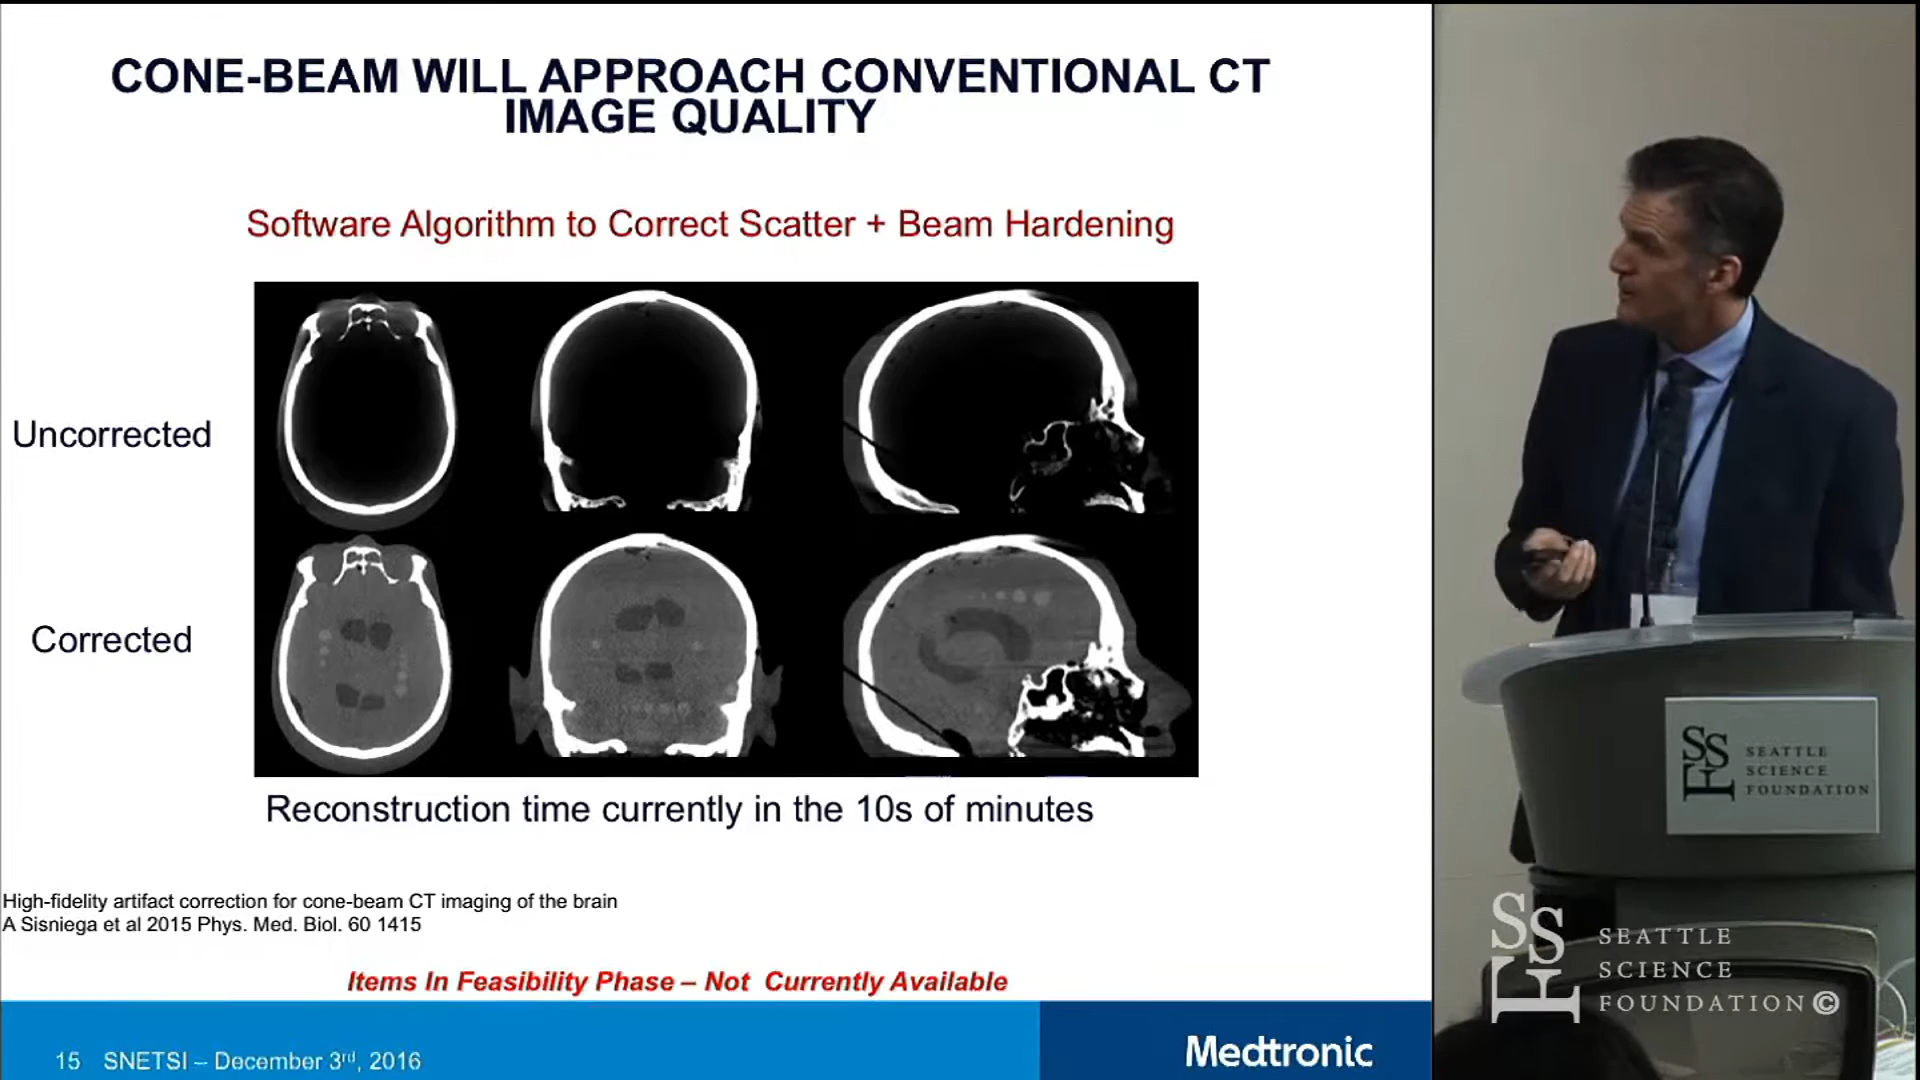 CONE-BEAM WILL APPROACH CONVENTIONAL CT
IMAGE QUALITY
Software Algorithm to Correct Scatter + Beam Hardening
Uncorrected
Corrected
Reconstruction time currently in the 10s of minutes
High-fidelity artifact correction for cone-beam CT imaging of the brain
A Sisniega et al 2015 Phys. Med. Biol. 60 1415
Items In Feasibility Phase – Not Currently Available
15 SNETSI – December 3rd, 2016
Medtronic
SSF
SEATTLE
SCIENCE
FOUNDATION
SSF
SEATTLE
SCIENCE
FOUNDATION©